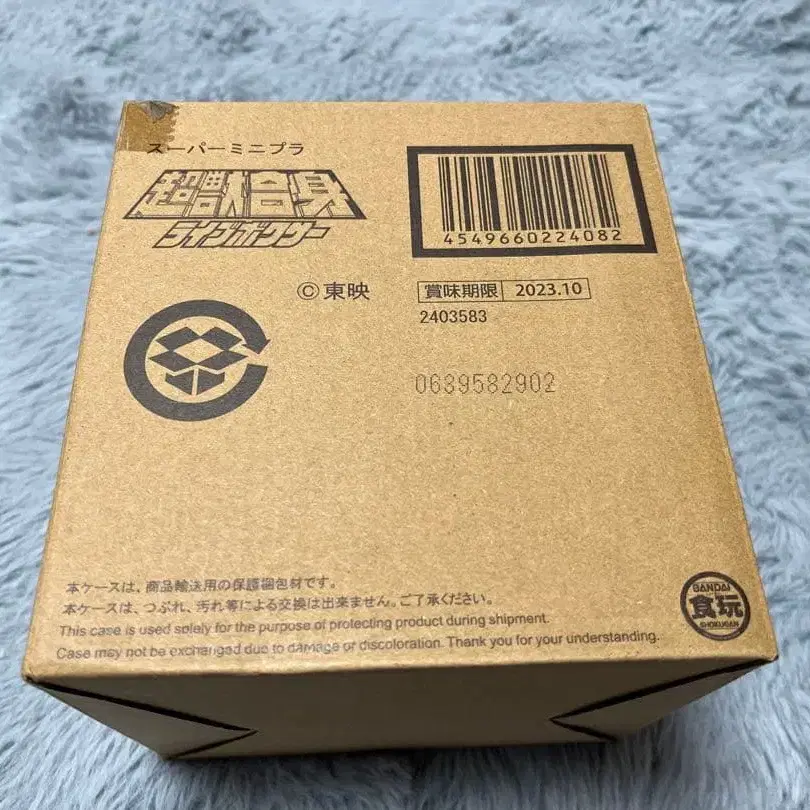 スーパーミニプラ
超獣合身
ライブボクサー
4549660224082
©東映
賞味期限 2023.10
2403583
0639582902
本ケースは、商品輸送用の保護梱包材です。
本ケースは、つぶれ、汚れ等による交換は出来ません。ご了承ください。
This case is used solely for the purpose of protecting product during shipment.
Case may not be exchanged due to damage or discoloration. Thank you for your understanding.
BANDAI
食玩
SHOKUGAN